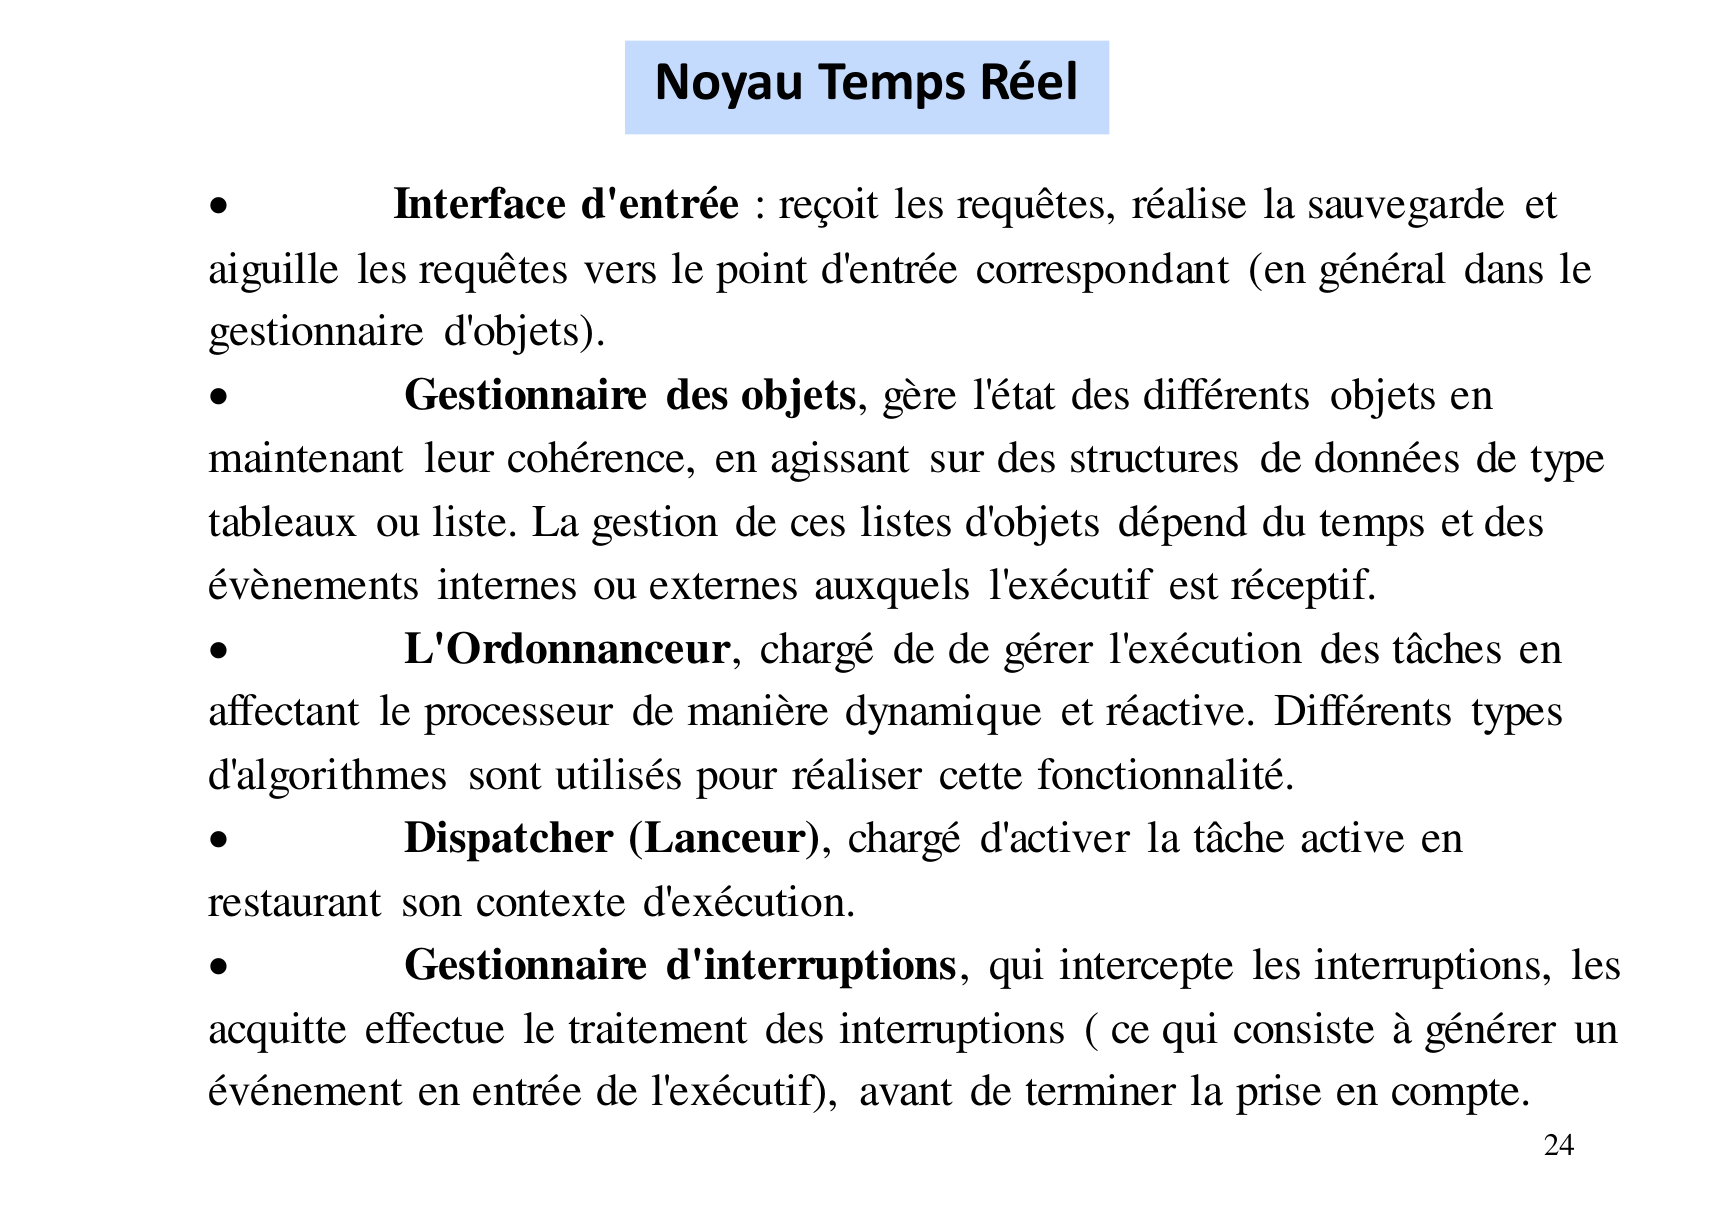 Noyau Temps Réel
• Interface d'entrée : reçoit les requêtes, réalise la sauvegarde et
aiguille les requêtes vers le point d'entrée correspondant (en général dans le
gestionnaire d'objets).
• Gestionnaire des objets, gère l'état des différents objets en
maintenant leur cohérence, en agissant sur des structures de données de type
tableaux ou liste. La gestion de ces listes d'objets dépend du temps et des
évènements internes ou externes auxquels l'exécutif est réceptif.
• L'Ordonnanceur, chargé de de gérer l'exécution des tâches en
affectant le processeur de manière dynamique et réactive. Différents types
d'algorithmes sont utilisés pour réaliser cette fonctionnalité.
• Dispatcher (Lanceur), chargé d'activer la tâche active en
restaurant son contexte d'exécution.
• Gestionnaire d'interruptions, qui intercepte les interruptions, les
acquitte effectue le traitement des interruptions ( ce qui consiste à générer un
événement en entrée de l'exécutif), avant de terminer la prise en compte.
24